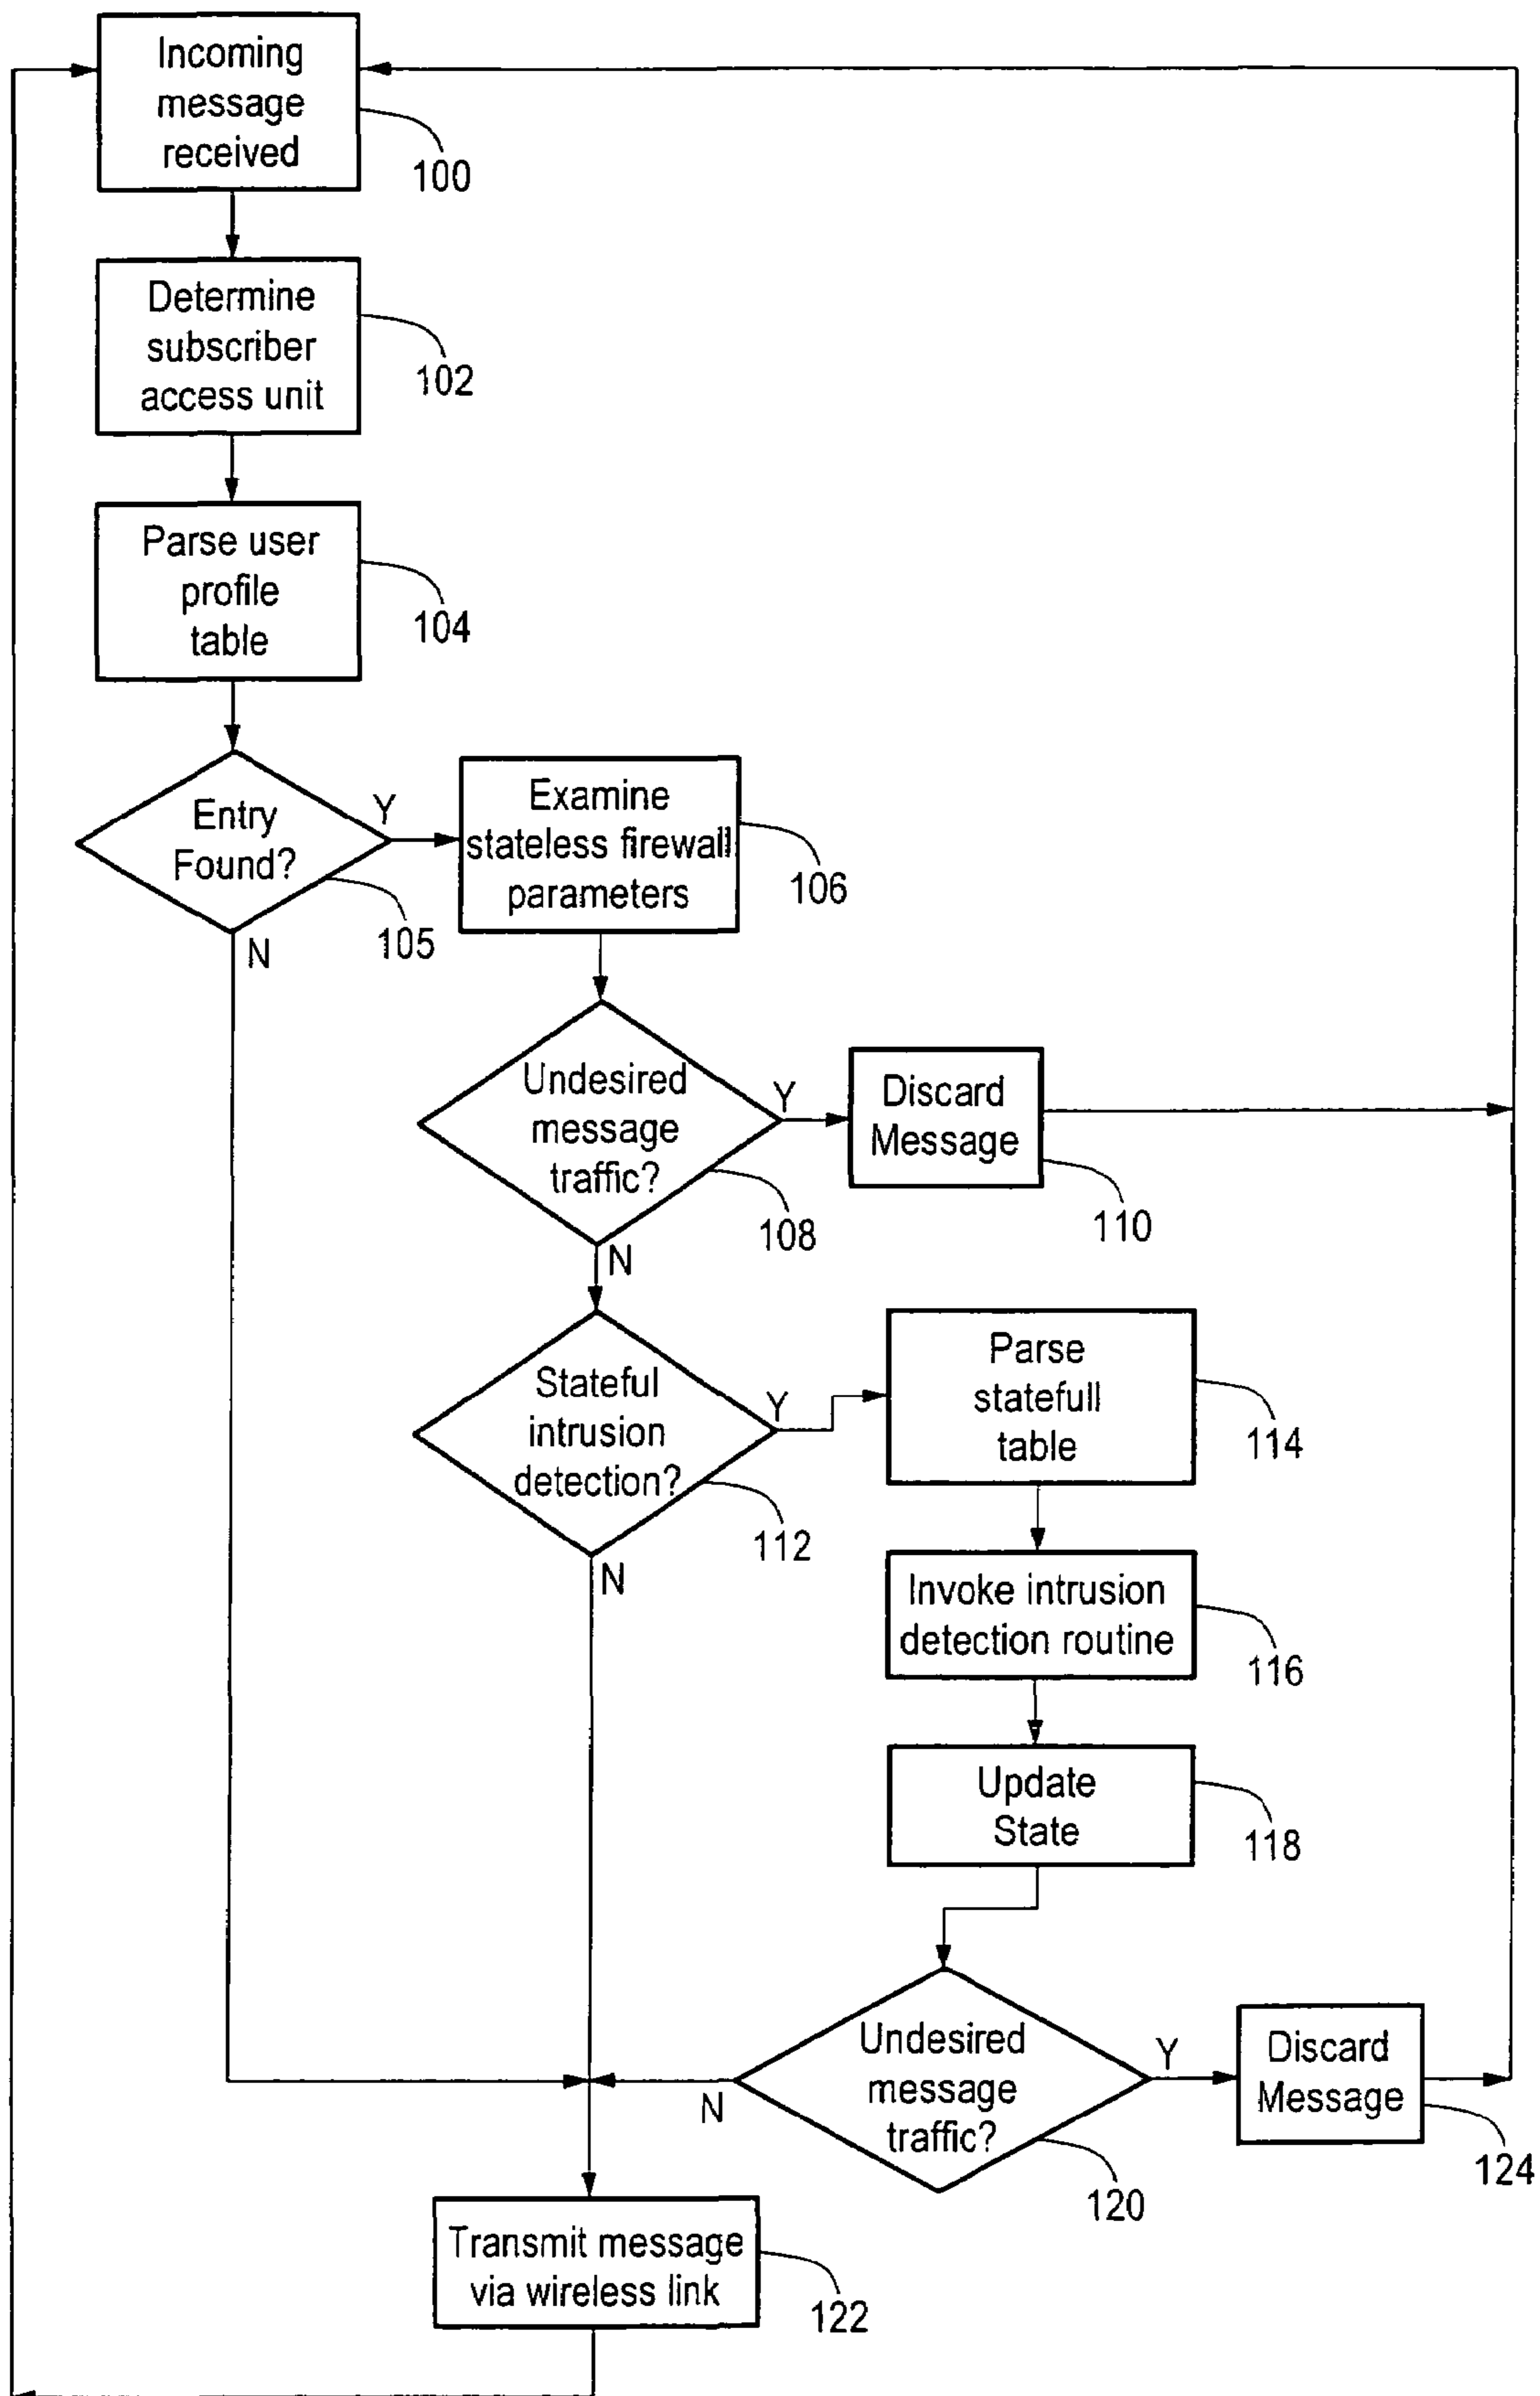 Incoming
message
received
100
Determine
subscriber
access unit
102
Parse user
profile
table
104
Entry
Found?
105
Y
N
Examine
stateless firewall
parameters
106
Undesired
message
traffic?
108
Y
N
Discard
Message
110
Stateful
intrusion
detection?
112
Y
N
Parse
statefull
table
114
Invoke intrusion
detection routine
116
Update
State
118
Undesired
message
traffic?
120
Y
N
Discard
Message
124
Transmit message
via wireless link
122